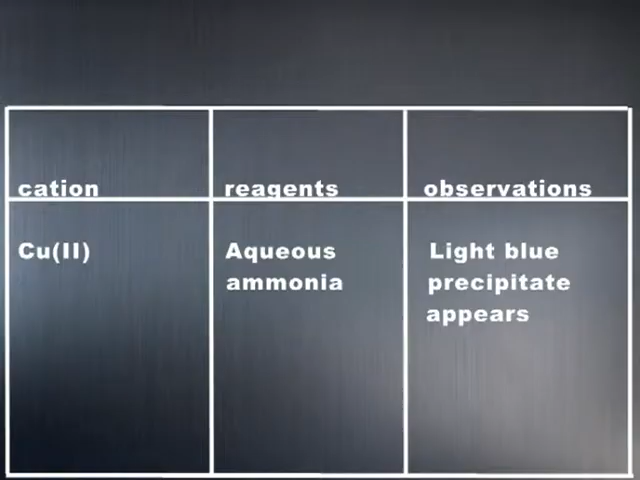 cation reagents observations
Cu(II) Aqueous Light blue
ammonia precipitate
appears